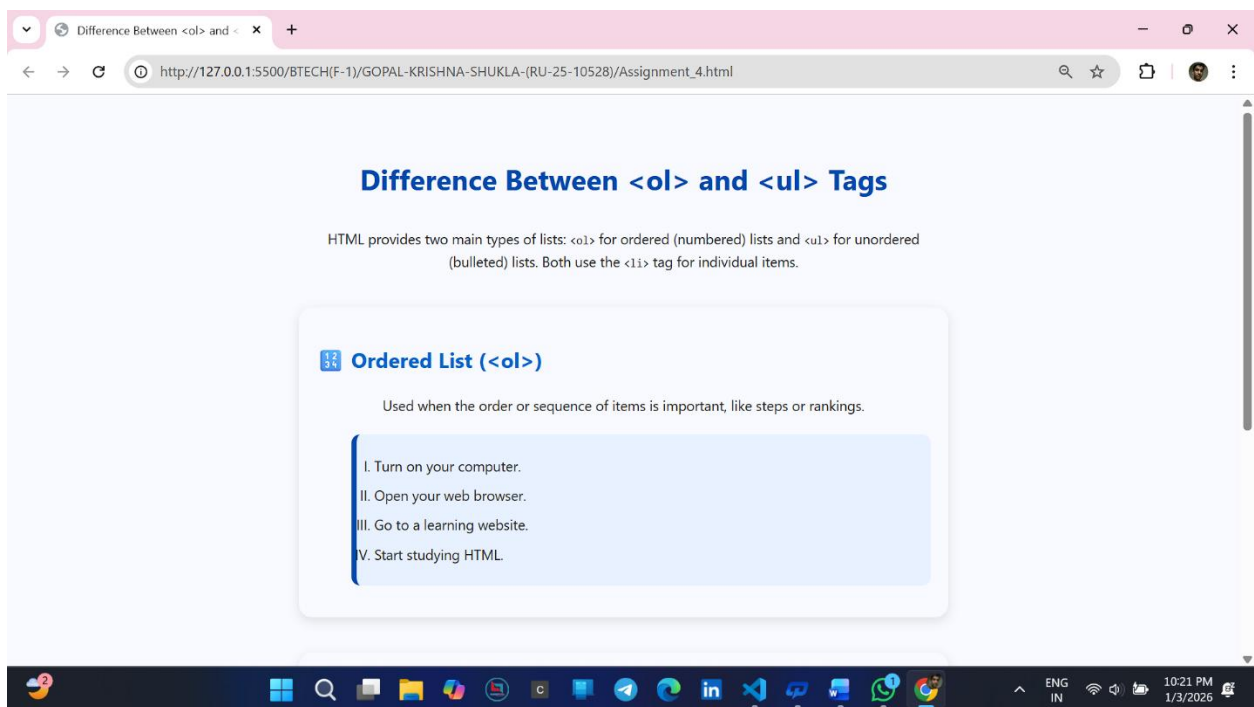 Difference Between <ol> and <
http://127.0.0.1:5500/BTECH(F-1)/GOPAL-KRISHNA-SHUKLA-(RU-25-10528)/Assignment_4.html
Difference Between <ol> and <ul> Tags
HTML provides two main types of lists: <ol> for ordered (numbered) lists and <ul> for unordered
(bulleted) lists. Both use the <li> tag for individual items.
1234 Ordered List (<ol>)
Used when the order or sequence of items is important, like steps or rankings.
I. Turn on your computer.
II. Open your web browser.
III. Go to a learning website.
IV. Start studying HTML.
2
C
in
1
ENG
IN
10:21 PM
1/3/2026